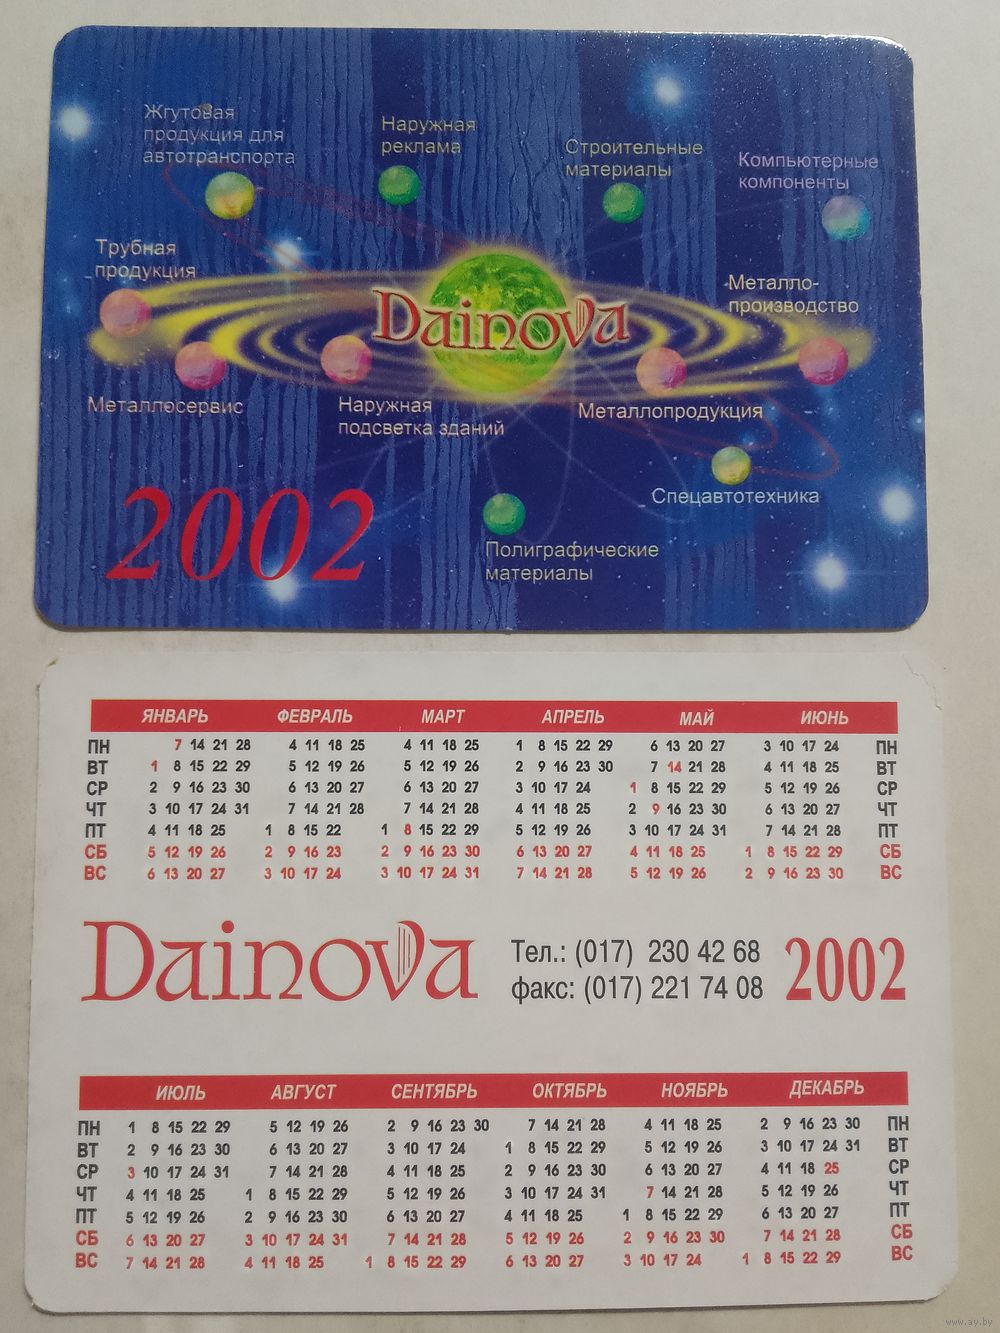 Жгутовая
продукция для
автотранспорта
Наружная
реклама
Строительные
материалы
Компьютерные
компоненты
Трубная
продукция
Dainova
Металло-
производство
Металлосервис
Наружная
подсветка зданий
Металлопродукция
Спецавтотехника
2002
Полиграфические
материалы
ЯНВАРЬ ФЕВРАЛЬ МАРТ АПРЕЛЬ МАЙ ИЮНЬ
ПН 7 14 21 28 4 11 18 25 4 11 18 25 1 8 15 22 29 6 13 20 27 3 10 17 24 ПН
ВТ 1 8 15 22 29 5 12 19 26 5 12 19 26 2 9 16 23 30 7 14 21 28 4 11 18 25 ВТ
СР 2 9 16 23 30 6 13 20 27 6 13 20 27 3 10 17 24 1 8 15 22 29 5 12 19 26 СР
ЧТ 3 10 17 24 31 7 14 21 28 7 14 21 28 4 11 18 25 2 9 16 23 30 6 13 20 27 ЧТ
ПТ 4 11 18 25 1 8 15 22 1 8 15 22 29 5 12 19 26 3 10 17 24 31 7 14 21 28 ПТ
СБ 5 12 19 26 2 9 16 23 2 9 16 23 30 6 13 20 27 4 11 18 25 1 8 15 22 29 СБ
ВС 6 13 20 27 3 10 17 24 3 10 17 24 31 7 14 21 28 5 12 19 26 2 9 16 23 30 ВС
Dainova Тел.: (017) 230 42 68 2002
факс: (017) 221 74 08
ИЮЛЬ АВГУСТ СЕНТЯБРЬ ОКТЯБРЬ НОЯБРЬ ДЕКАБРЬ
ПН 1 8 15 22 29 5 12 19 26 2 9 16 23 30 7 14 21 28 4 11 18 25 2 9 16 23 30 ПН
ВТ 2 9 16 23 30 6 13 20 27 3 10 17 24 1 8 15 22 29 5 12 19 26 3 10 17 24 31 ВТ
СР 3 10 17 24 31 7 14 21 28 4 11 18 25 2 9 16 23 30 6 13 20 27 4 11 18 25 СР
ЧТ 4 11 18 25 1 8 15 22 29 5 12 19 26 3 10 17 24 31 7 14 21 28 5 12 19 26 ЧТ
ПТ 5 12 19 26 2 9 16 23 30 6 13 20 27 4 11 18 25 1 8 15 22 29 6 13 20 27 ПТ
СБ 6 13 20 27 3 10 17 24 31 7 14 21 28 5 12 19 26 2 9 16 23 30 7 14 21 28 СБ
ВС 7 14 21 28 4 11 18 25 1 8 15 22 29 6 13 20 27 3 10 17 24 1 8 15 22 29 ВС
www.ay.by